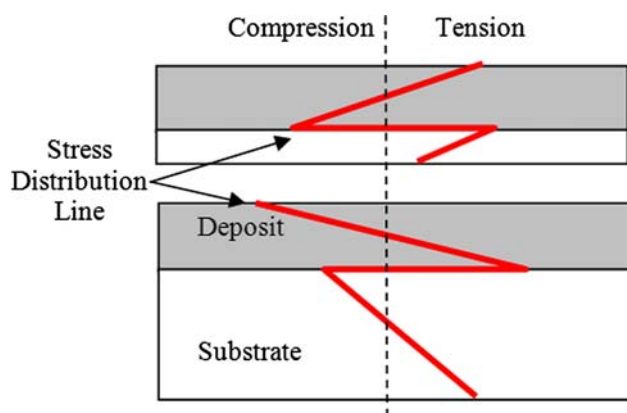 Compression
Tension
Stress
Distribution
Line
Deposit
Substrate